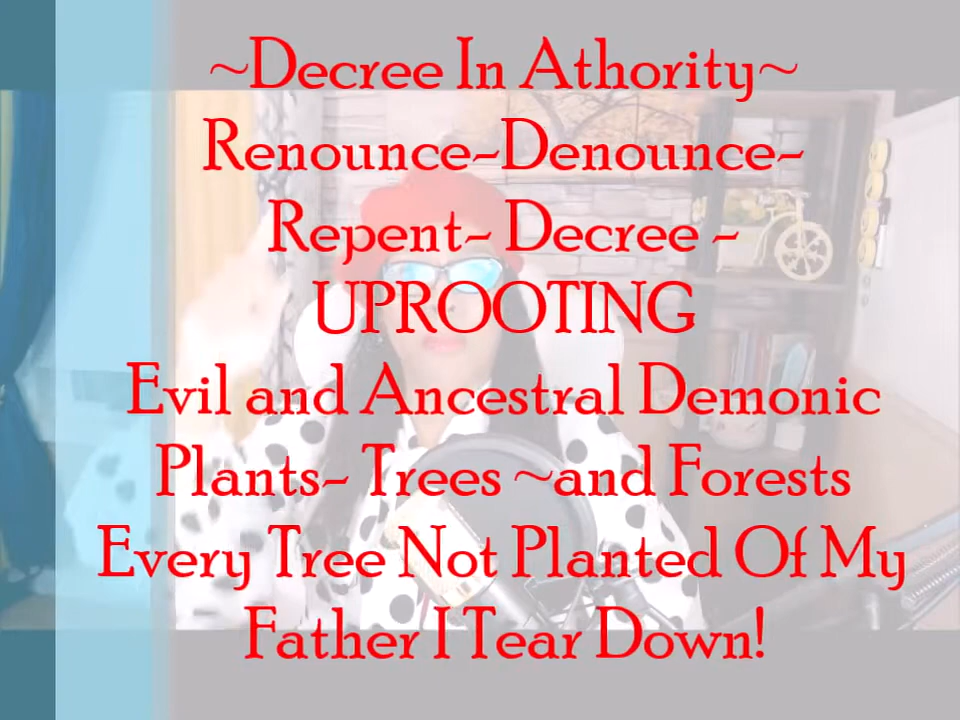 ~Decree In Athority~
Renounce-Denounce-
Repent- Decree -
UPROOTING
Evil and Ancestral Demonic
Plants- Trees ~and Forests
Every Tree Not Planted Of My
Father I Tear Down!